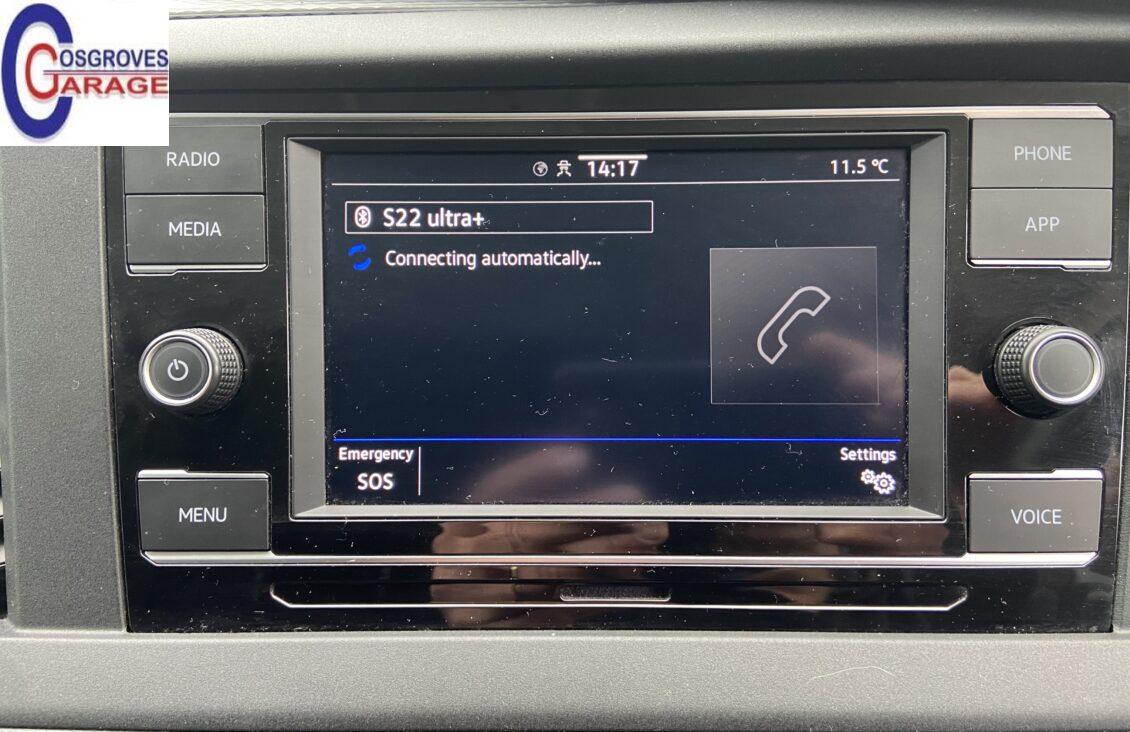 COSGROVES
GARAGE
RADIO
MEDIA
MENU
14:17
11.5 °C
S22 ultra+
Connecting automatically...
Emergency
SOS
Settings
PHONE
APP
VOICE